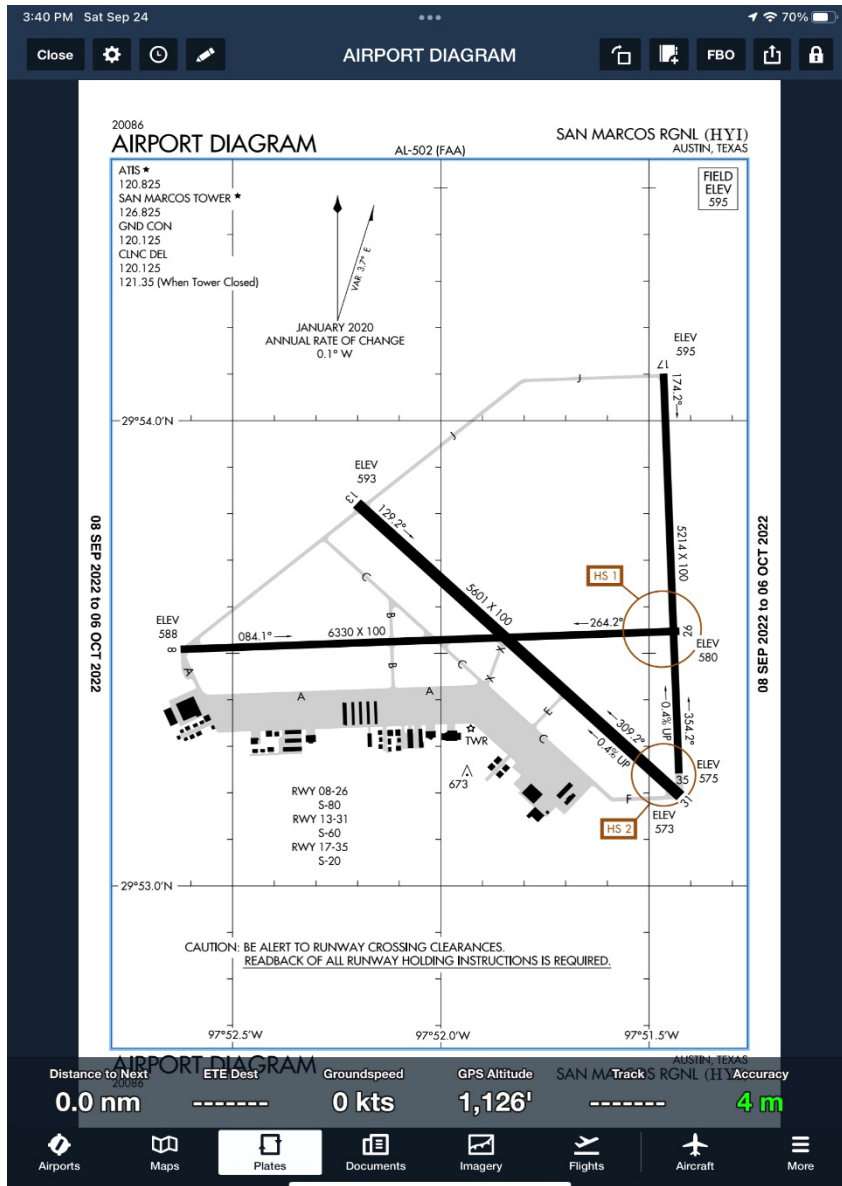 3:40 PM Sat Sep 24
70%
Close
AIRPORT DIAGRAM
FBO
20086
AIRPORT DIAGRAM
AL-502 (FAA)
SAN MARCOS RGNL (HYI)
AUSTIN, TEXAS
ATIS ★
120.825
SAN MARCOS TOWER ★
126.825
GND CON
120.125
CLNC DEL
120.125
121.35 (When Tower Closed)
FIELD
ELEV
595
VAR 3.7° E
JANUARY 2020
ANNUAL RATE OF CHANGE
0.1° W
ELEV
595
17
174.2°
J
J
29°54.0'N
ELEV
593
13
129.2°
5214 X 100
HS 1
5601 X 100
C
B
ELEV
588
8
084.1°
6330 X 100
264.2°
26
ELEV
580
A
B
C
X
X
A
A
E
C
309.2°
0.4% UP
0.4% UP
354.2°
TWR
673
35
ELEV
575
31
F
HS 2
ELEV
573
RWY 08-26
S-80
RWY 13-31
S-60
RWY 17-35
S-20
29°53.0'N
CAUTION: BE ALERT TO RUNWAY CROSSING CLEARANCES.
READBACK OF ALL RUNWAY HOLDING INSTRUCTIONS IS REQUIRED.
97°52.5'W
97°52.0'W
97°51.5'W
08 SEP 2022 to 06 OCT 2022
08 SEP 2022 to 06 OCT 2022
AIRPORT DIAGRAM
20086
AUSTIN, TEXAS
SAN MARCOS RGNL (HYI)
Distance to Next
0.0 nm
ETE Dest
-------
Groundspeed
0 kts
GPS Altitude
1,126'
Track
-------
Accuracy
4 m
Airports
Maps
Plates
Documents
Imagery
Flights
Aircraft
More